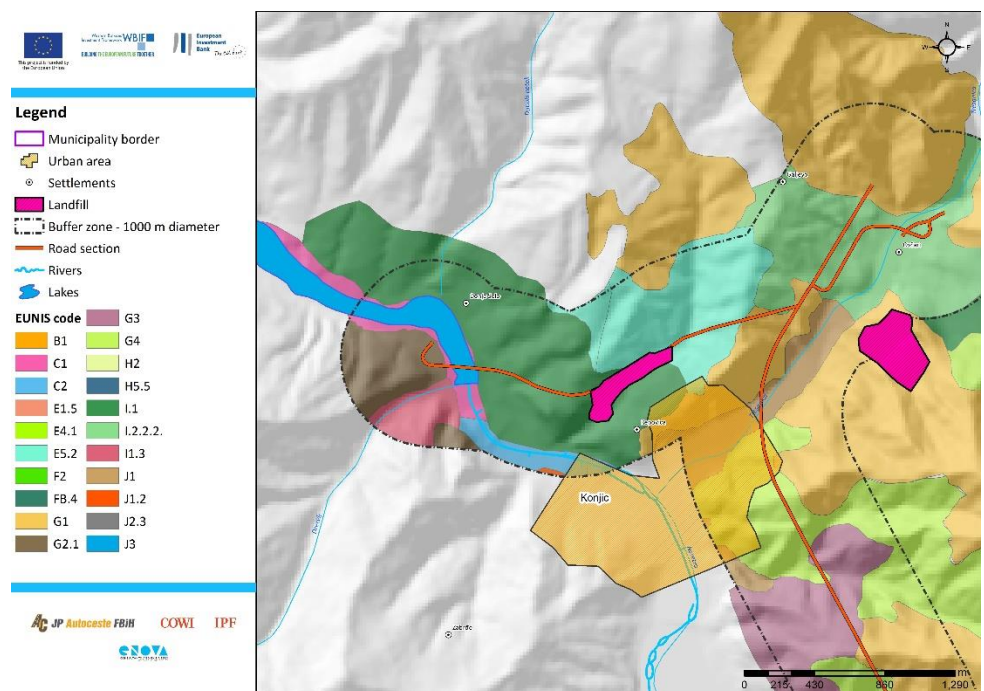 WBIF
European
Investment
Bank
Legend
Municipality border
Urban area
Settlements
Landfill
Buffer zone - 1000 m diameter
Road section
Rivers
Lakes
EUNIS code
B1
C1
C2
E1.5
E4.1
E5.2
F2
FB.4
G1
G2.1
G3
G4
H2
H5.5
I.1
I.2.2.2.
I1.3
J1
J1.2
J2.3
J3
JP Autoceste FBiH
COWI
IPF
eNOVA
N
W
E
Konjic
m
0
215
430
860
1,290